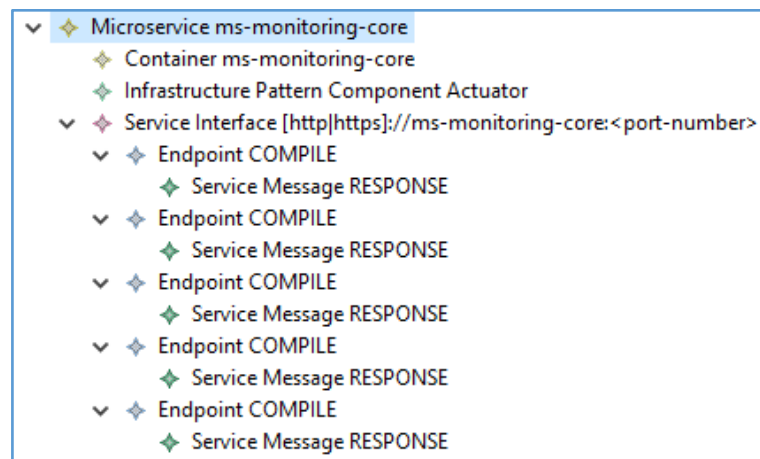 Microservice ms-monitoring-core
Container ms-monitoring-core
Infrastructure Pattern Component Actuator
Service Interface [http|https]://ms-monitoring-core:<port-number>
Endpoint COMPILE
Service Message RESPONSE
Endpoint COMPILE
Service Message RESPONSE
Endpoint COMPILE
Service Message RESPONSE
Endpoint COMPILE
Service Message RESPONSE
Endpoint COMPILE
Service Message RESPONSE